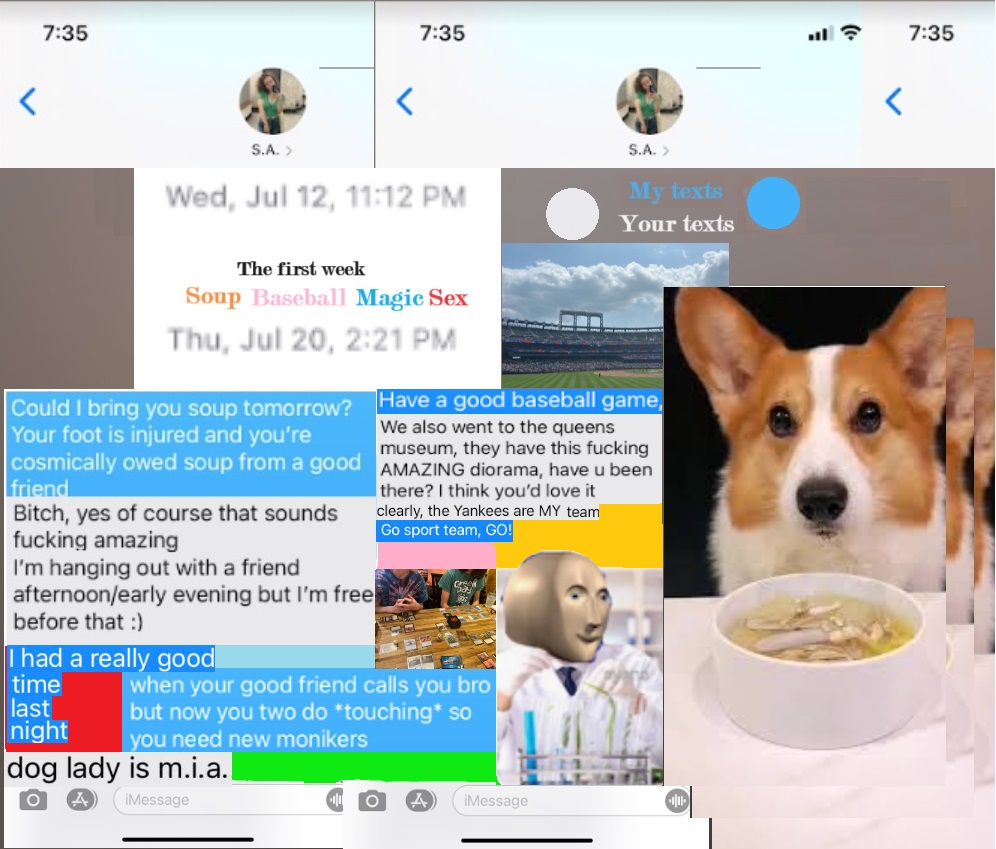 7:35
7:35
7:35
S.A. >
S.A. >
Wed, Jul 12, 11:12 PM
The first week
Soup Baseball Magic Sex
Thu, Jul 20, 2:21 PM
My texts
Your texts
Could I bring you soup tomorrow?
Your foot is injured and you're
cosmically owed soup from a good
friend
Bitch, yes of course that sounds
fucking amazing
I'm hanging out with a friend
afternoon/early evening but I'm free
before that :)
I had a really good
time
last
night
when your good friend calls you bro
but now you two do *touching* so
you need new monikers
dog lady is m.i.a.
Have a good baseball game,
We also went to the queens
museum, they have this fucking
AMAZING diorama, have u been
there? I think you'd love it
clearly, the Yankees are MY team
Go sport team, GO!
iMessage
iMessage